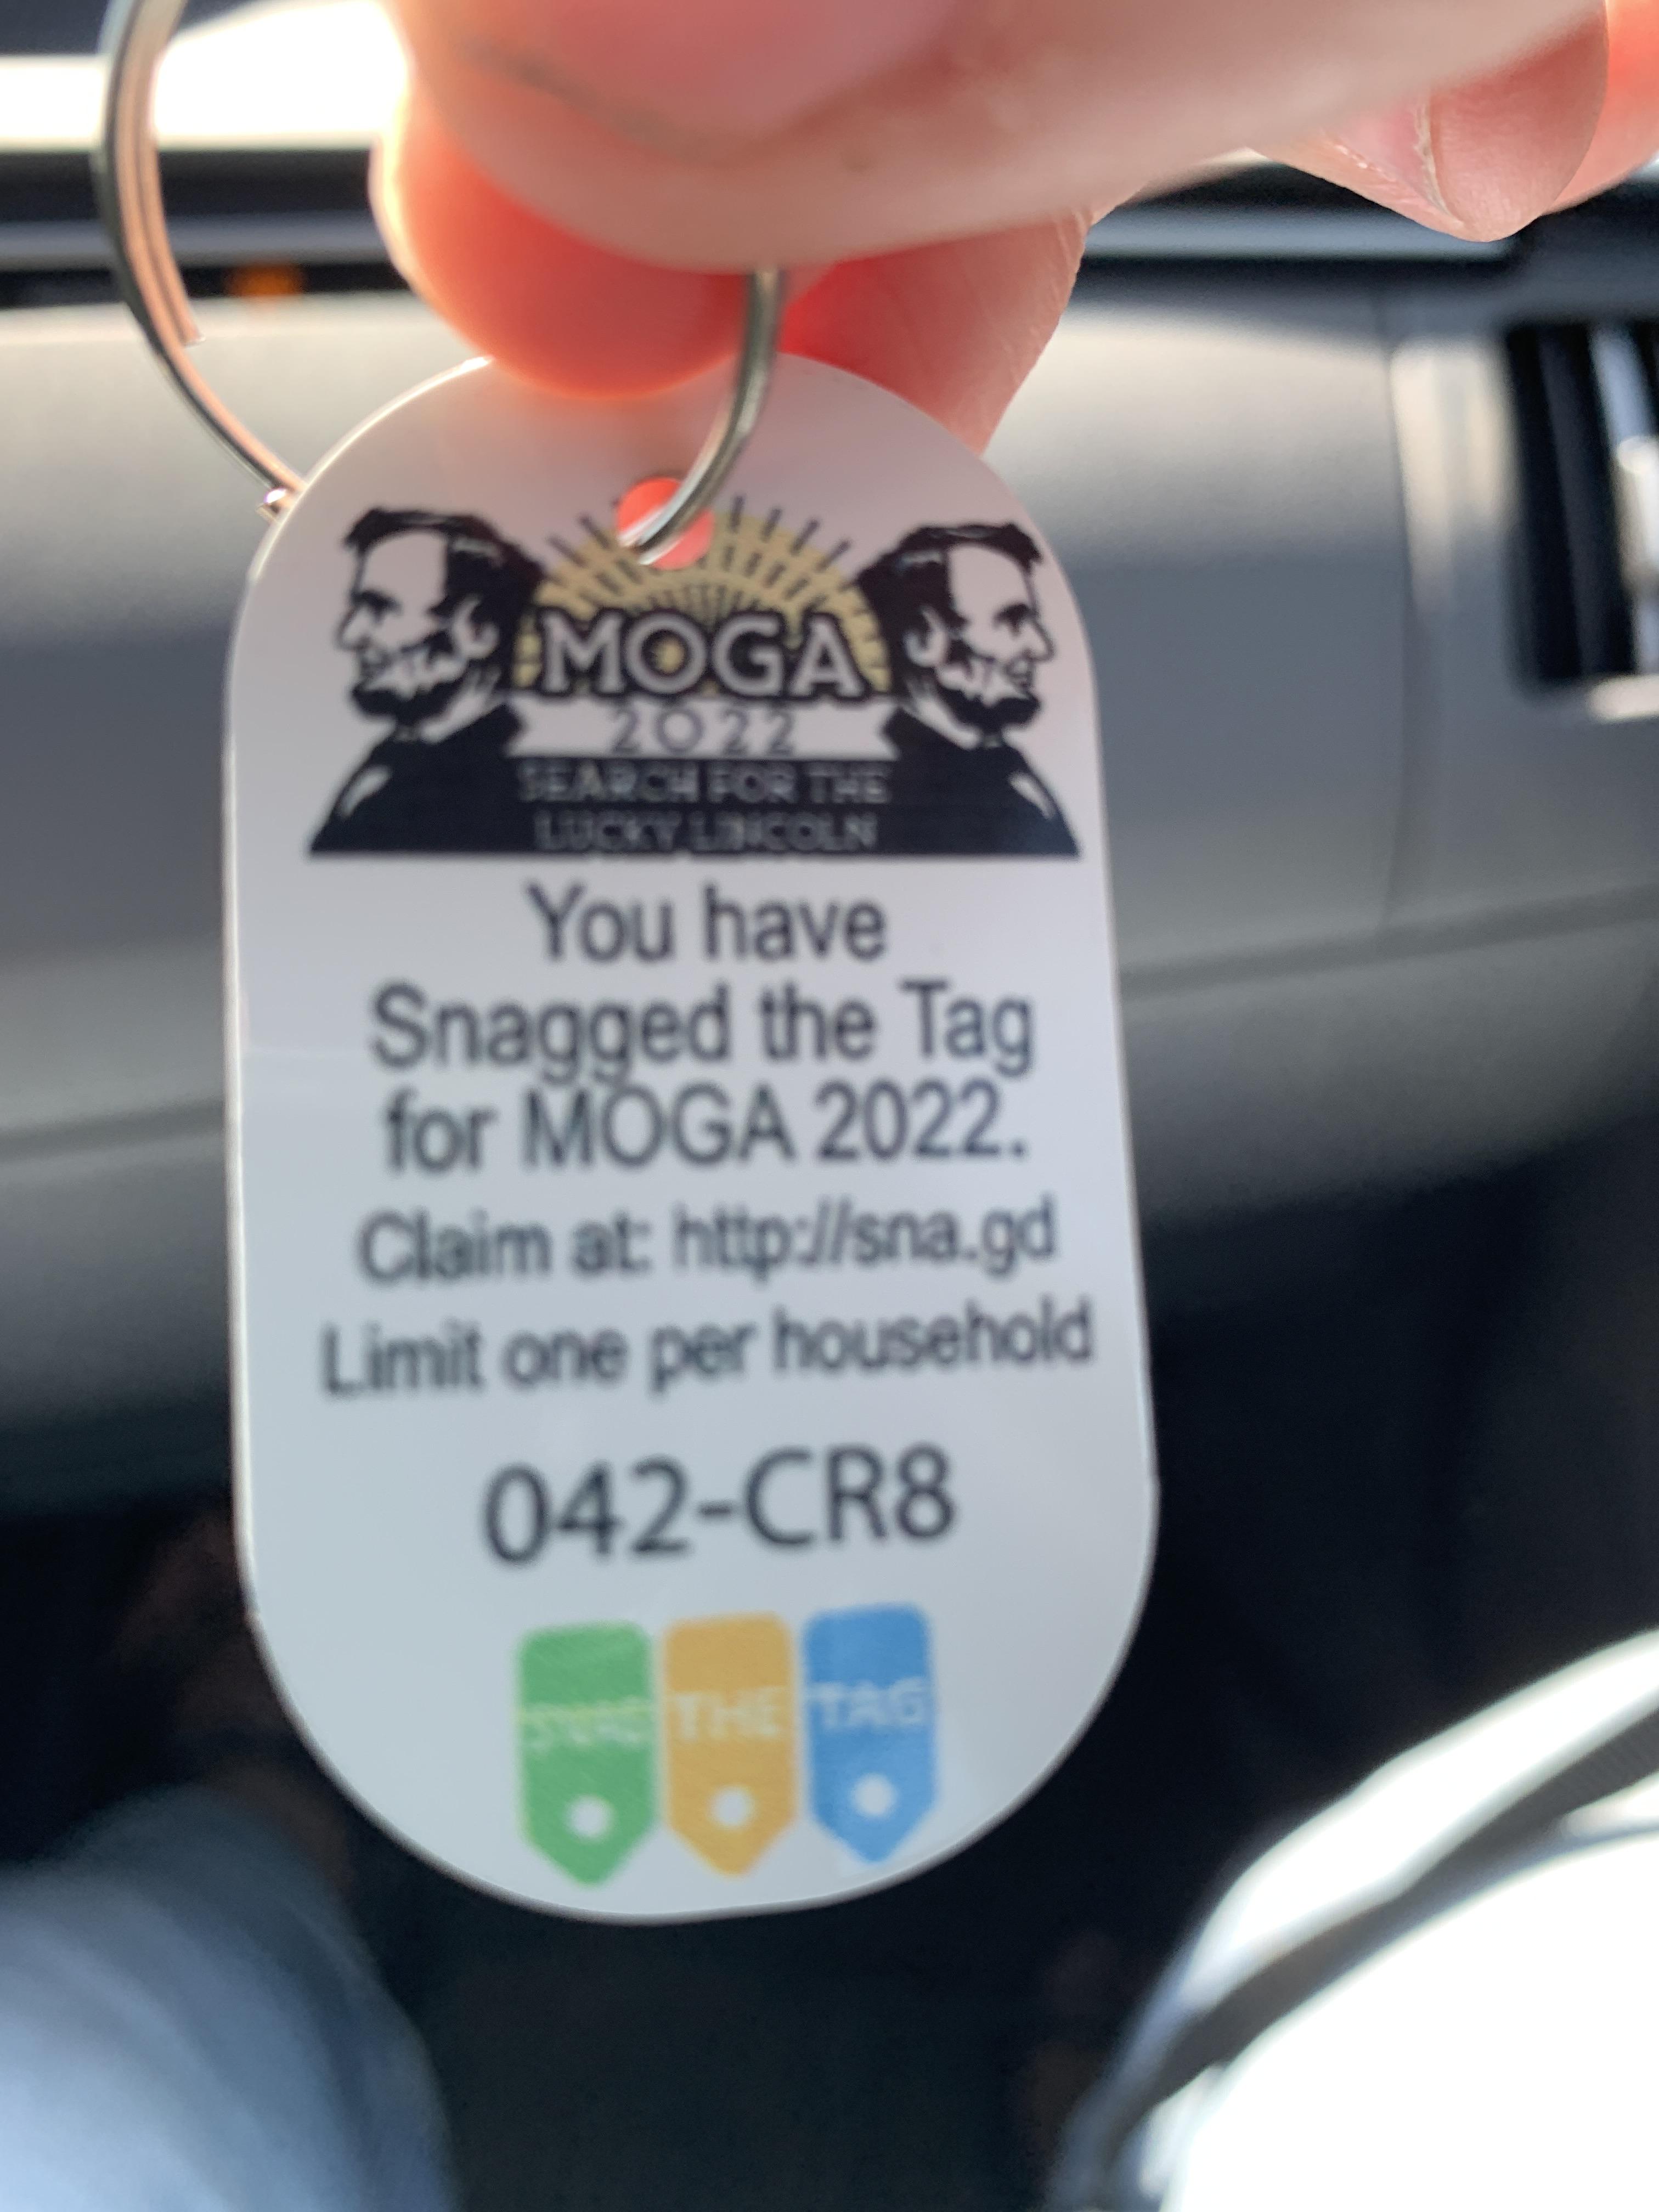 MOGA
2022
SEARCH FOR THE
LUCKY LINCOLN
You have
Snagged the Tag
for MOGA 2022.
Claim at: http://sna.gd
Limit one per household
042-CR8
SNAG THE TAG